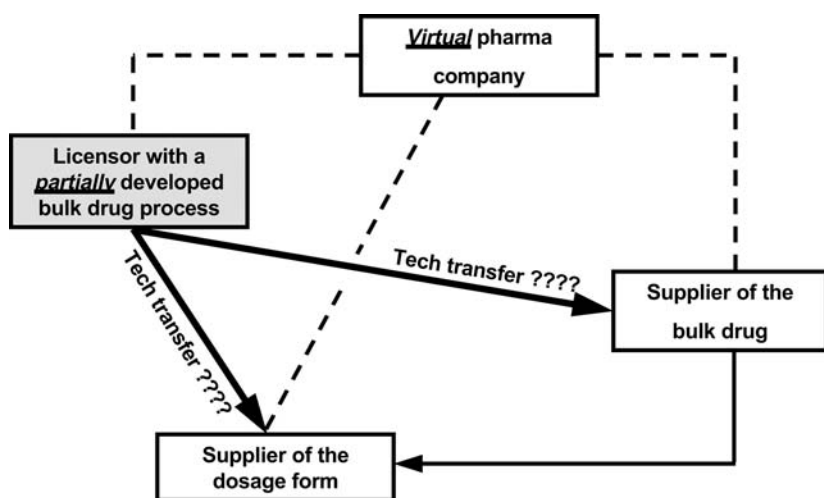 Virtual pharma
company
Licensor with a
partially developed
bulk drug process
Tech transfer ????
Tech transfer ????
Supplier of the
bulk drug
Supplier of the
dosage form